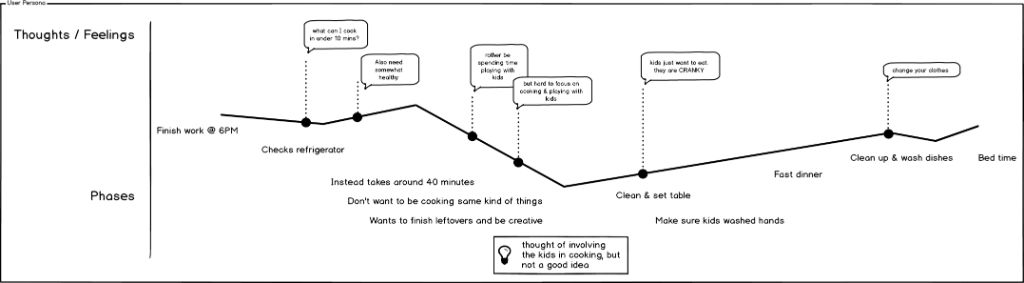 User Persona
Thoughts / Feelings
what can I cook
in under 10 mins?
Also need
somewhat
healthy
rather be
spending time
playing with
kids
but hard to focus on
cooking & playing with
kids
kids just want to eat.
they are CRANKY
change your clothes
Finish work @ 6PM
Checks refrigerator
Instead takes around 40 minutes
Don't want to be cooking same kind of things
Wants to finish leftovers and be creative
Clean & set table
Make sure kids washed hands
Fast dinner
Clean up & wash dishes
Bed time
Phases
thought of involving
the kids in cooking, but
not a good idea